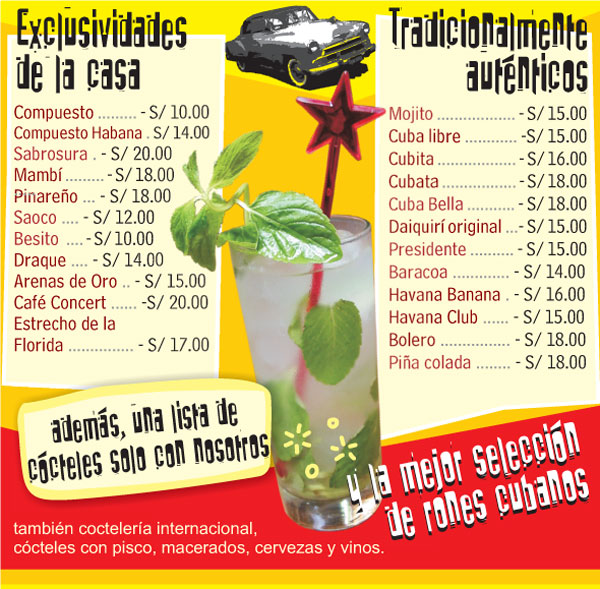 Exclusividades
de la casa
Compuesto ......... - S/ 10.00
Compuesto Habana . S/ 14.00
Sabrosura . - S/ 20.00
Mambí ......... - S/ 18.00
Pinareño ... - S/ 18.00
Saoco .... - S/ 12.00
Besito .... - S/ 10.00
Draque .... - S/ 14.00
Arenas de Oro .. - S/ 15.00
Café Concert ...... -S/ 20.00
Estrecho de la
Florida ............... - S/ 17.00
además, una lista de
cócteles solo con nosotros
Tradicionalmente
auténticos
Mojito ................. - S/ 15.00
Cuba libre ........... -S/ 15.00
Cubita ................ - S/ 16.00
Cubata ............... - S/ 18.00
Cuba Bella .......... - S/ 18.00
Daiquirí original ... -S/ 15.00
Presidente .......... - S/ 15.00
Baracoa .............. - S/ 14.00
Havana Banana . - S/ 16.00
Havana Club ...... - S/ 15.00
Bolero ................ - S/ 18.00
Piña colada ......... - S/ 18.00
y la mejor selección
de rones cubanos
también coctelería internacional,
cócteles con pisco, macerados, cervezas y vinos.